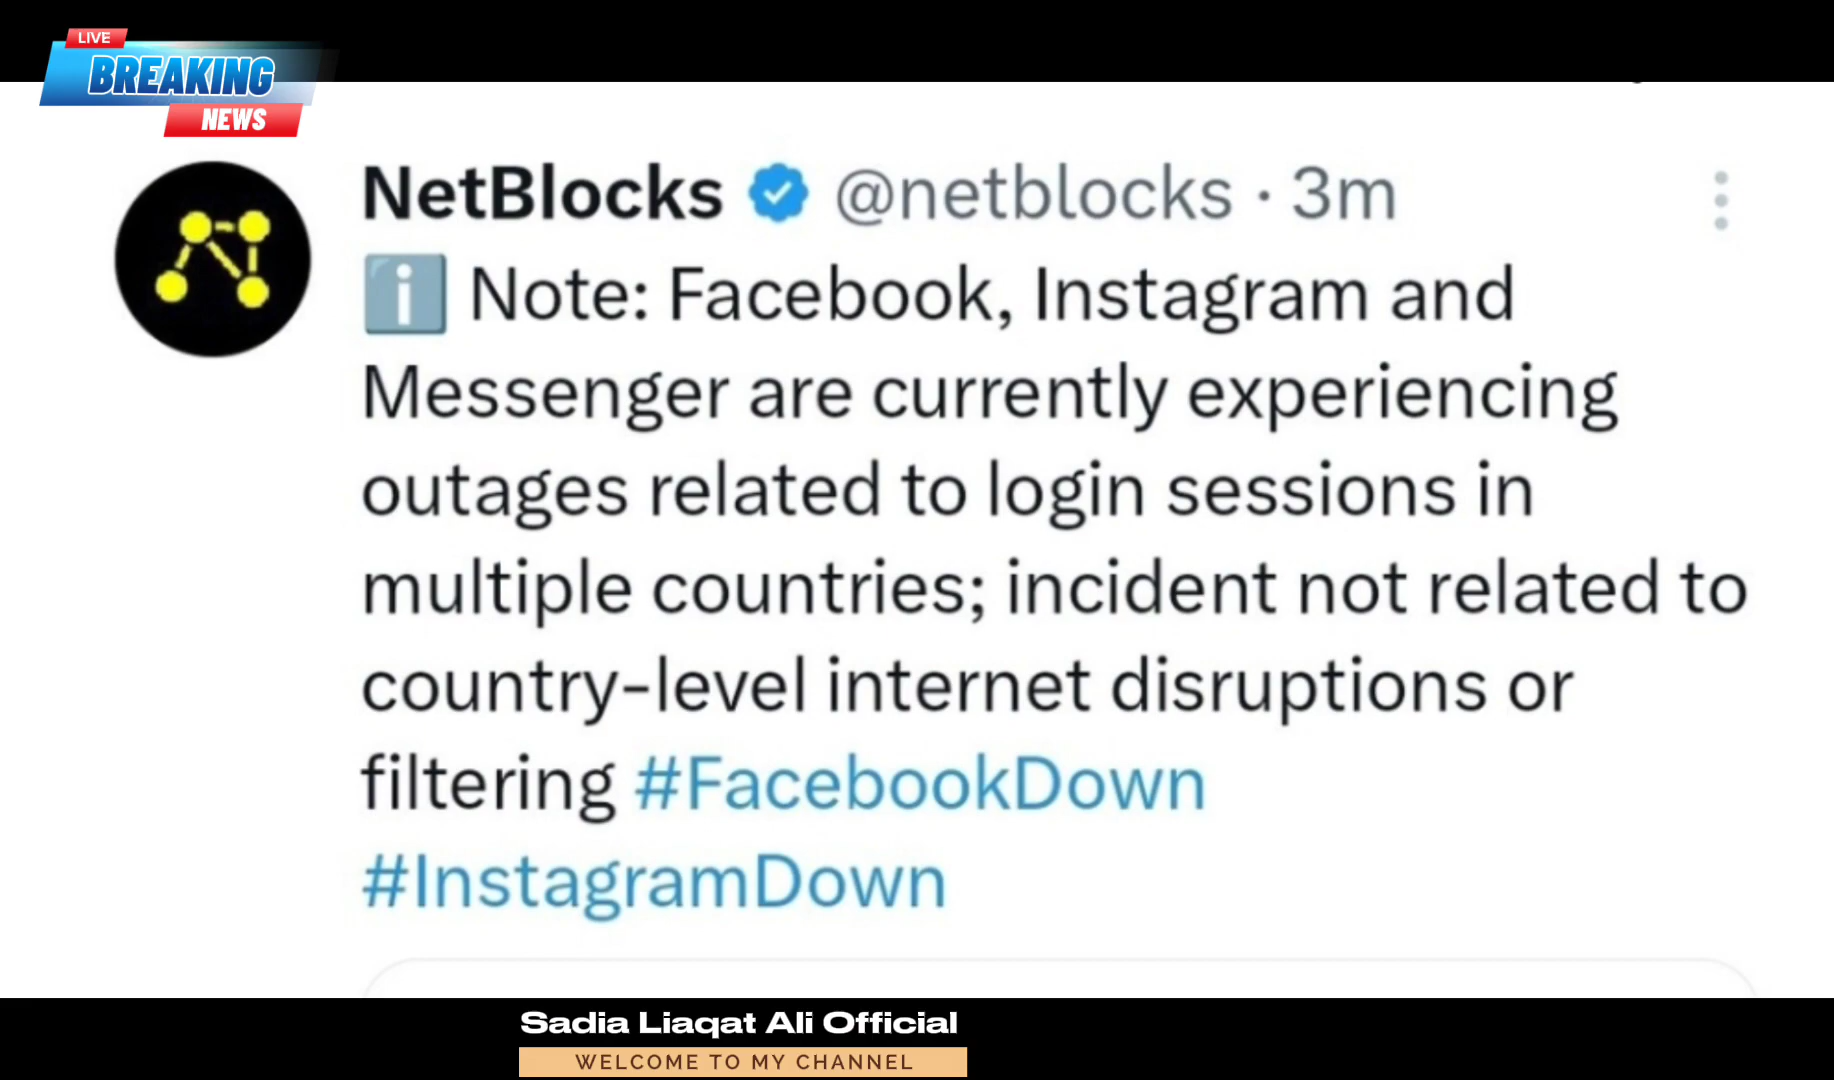 LIVE
BREAKING
NEWS
NetBlocks @netblocks · 3m
ℹ️ Note: Facebook, Instagram and
Messenger are currently experiencing
outages related to login sessions in
multiple countries; incident not related to
country-level internet disruptions or
filtering #FacebookDown
#InstagramDown
Sadia Liaqat Ali Official
WELCOME TO MY CHANNEL